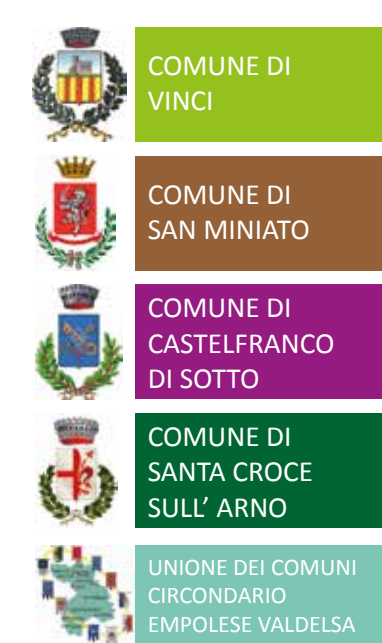 COMUNE DI
VINCI
COMUNE DI
SAN MINIATO
COMUNE DI
CASTELFRANCO
DI SOTTO
COMUNE DI
SANTA CROCE
SULL’ ARNO
UNIONE DEI COMUNI
CIRCONDARIO
EMPOLESE VALDELSA